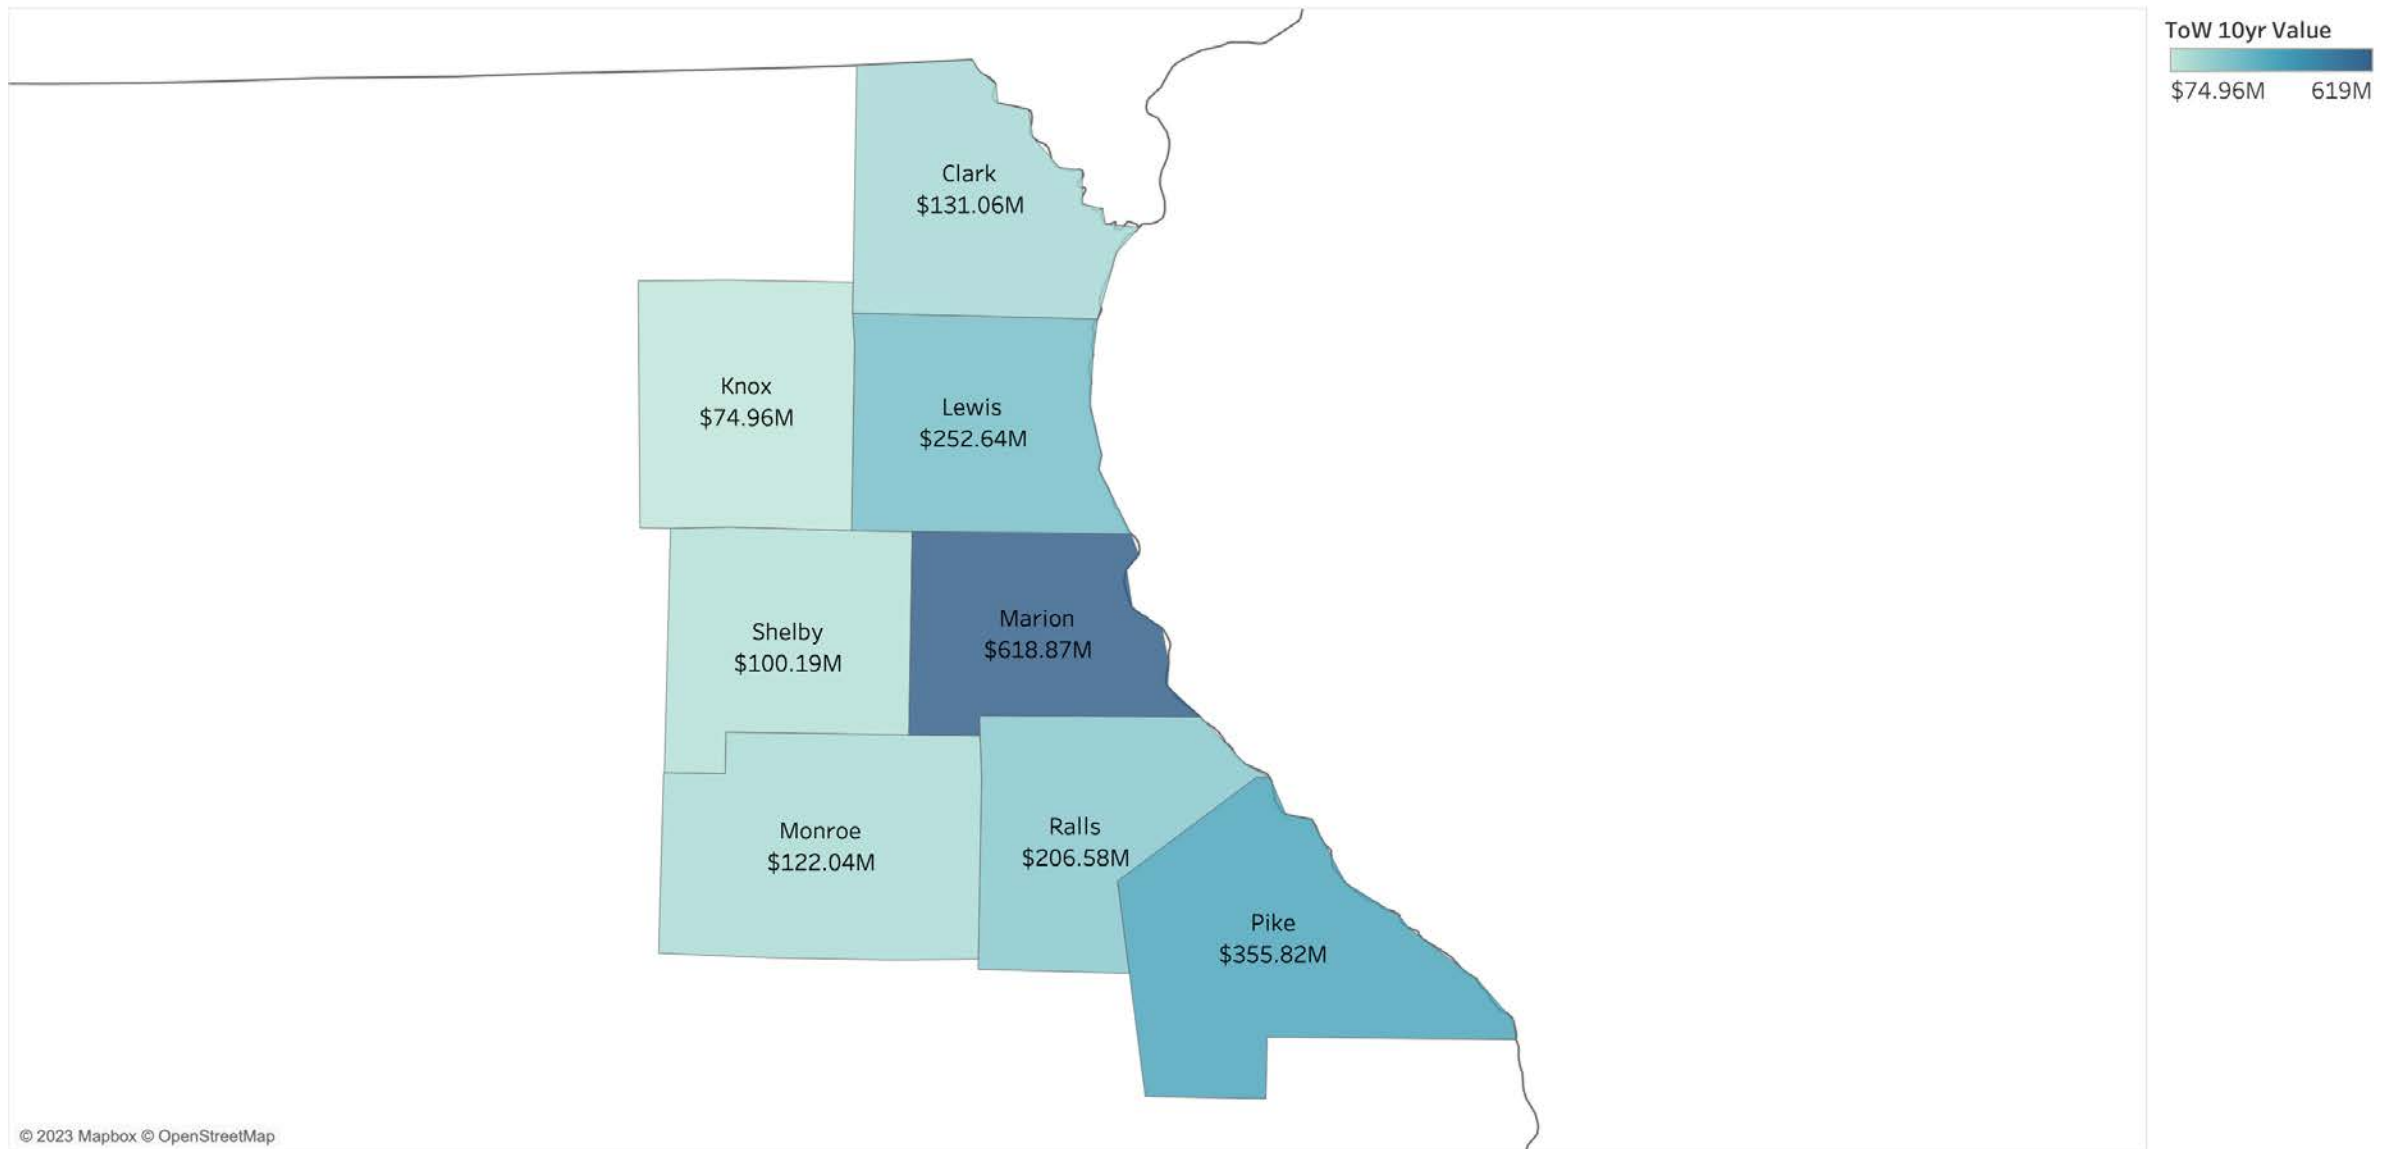 ToW 10yr Value
$74.96M 619M
Clark
$131.06M
Knox
$74.96M
Lewis
$252.64M
Shelby
$100.19M
Marion
$618.87M
Monroe
$122.04M
Ralls
$206.58M
Pike
$355.82M
© 2023 Mapbox © OpenStreetMap